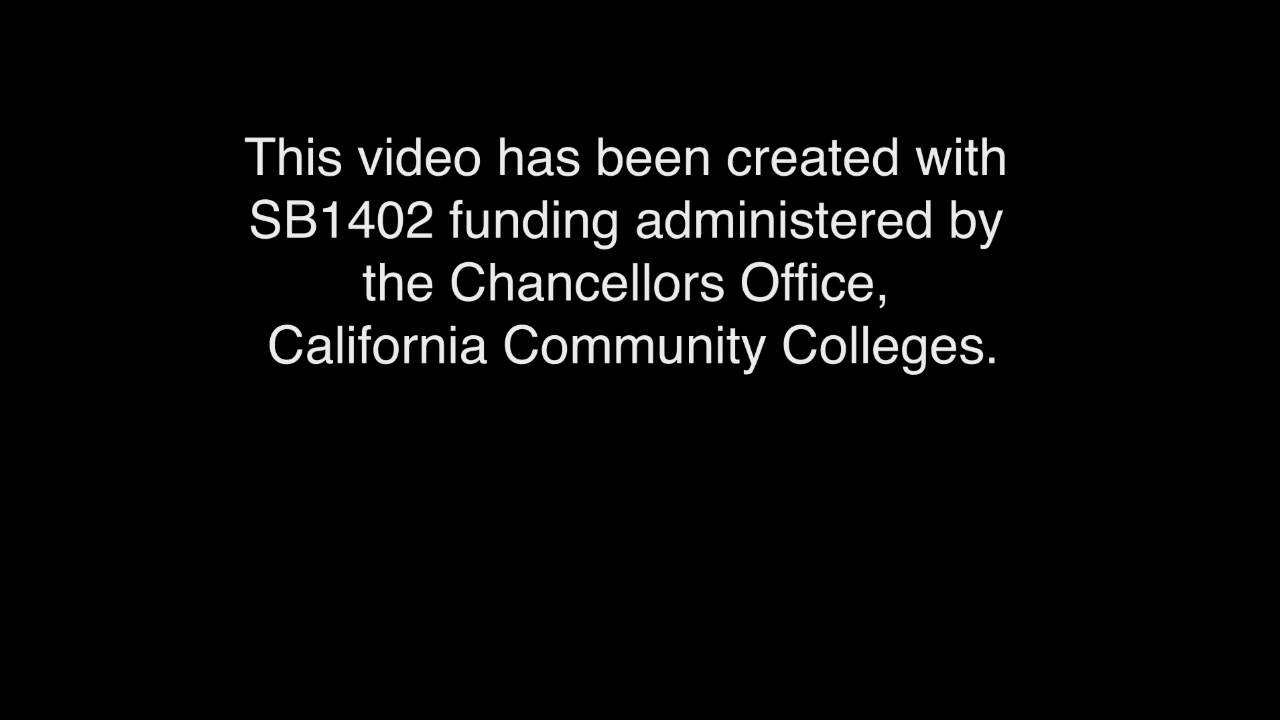 This video has been created with
SB1402 funding administered by
the Chancellors Office,
California Community Colleges.